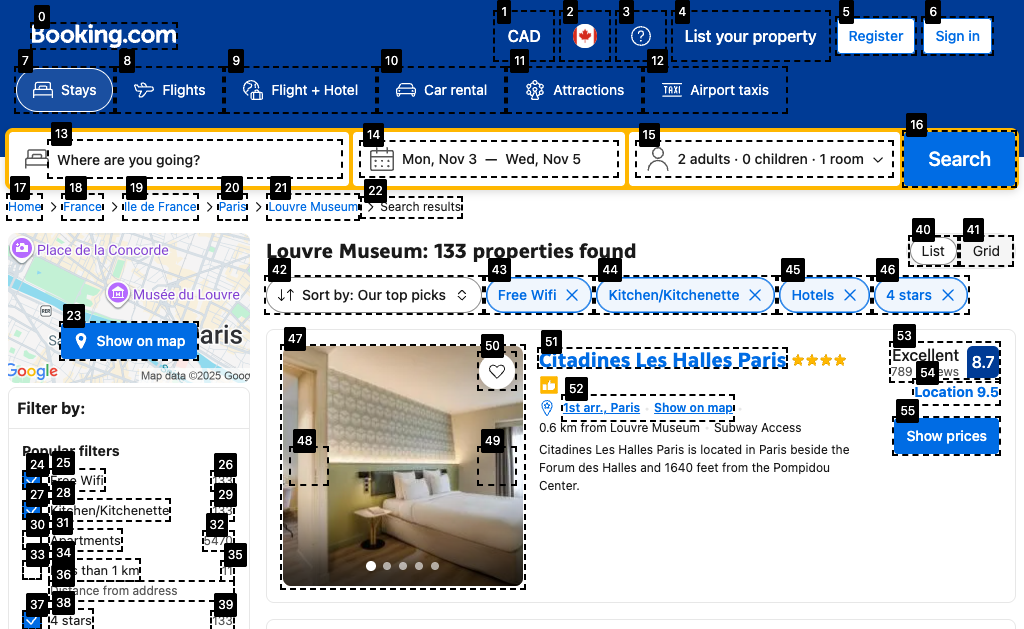 Booking.com
CAD
List your property
Register
Sign in
Stays
Flights
Flight + Hotel
Car rental
Attractions
Airport taxis
Where are you going?
Mon, Nov 3 — Wed, Nov 5
2 adults · 0 children · 1 room
Search
Home
France
Ile de France
Paris
Louvre Museum
Search results
Place de la Concorde
Musée du Louvre
RER
aris
Show on map
Google
Map data ©2025
Filter by:
Popular filters
Free Wifi
133
Kitchen/Kitchenette
133
Apartments
5470
than 1 km
11
Distance from address
4 stars
133
Louvre Museum: 133 properties found
List
Grid
Sort by: Our top picks
Free Wifi
Kitchen/Kitchenette
Hotels
4 stars
Citadines Les Halles Paris
1st arr., Paris
Show on map
0.6 km from Louvre Museum · Subway Access
Citadines Les Halles Paris is located in Paris beside the
Forum des Halles and 1640 feet from the Pompidou
Center.
Excellent
789
8.7
Location 9.5
Show prices
0
1
2
3
4
5
6
7
8
9
10
11
12
13
14
15
16
17
18
19
20
21
22
23
24
25
26
27
28
29
30
31
32
33
34
35
36
37
38
39
40
41
42
43
44
45
46
47
48
49
50
51
52
53
54
55